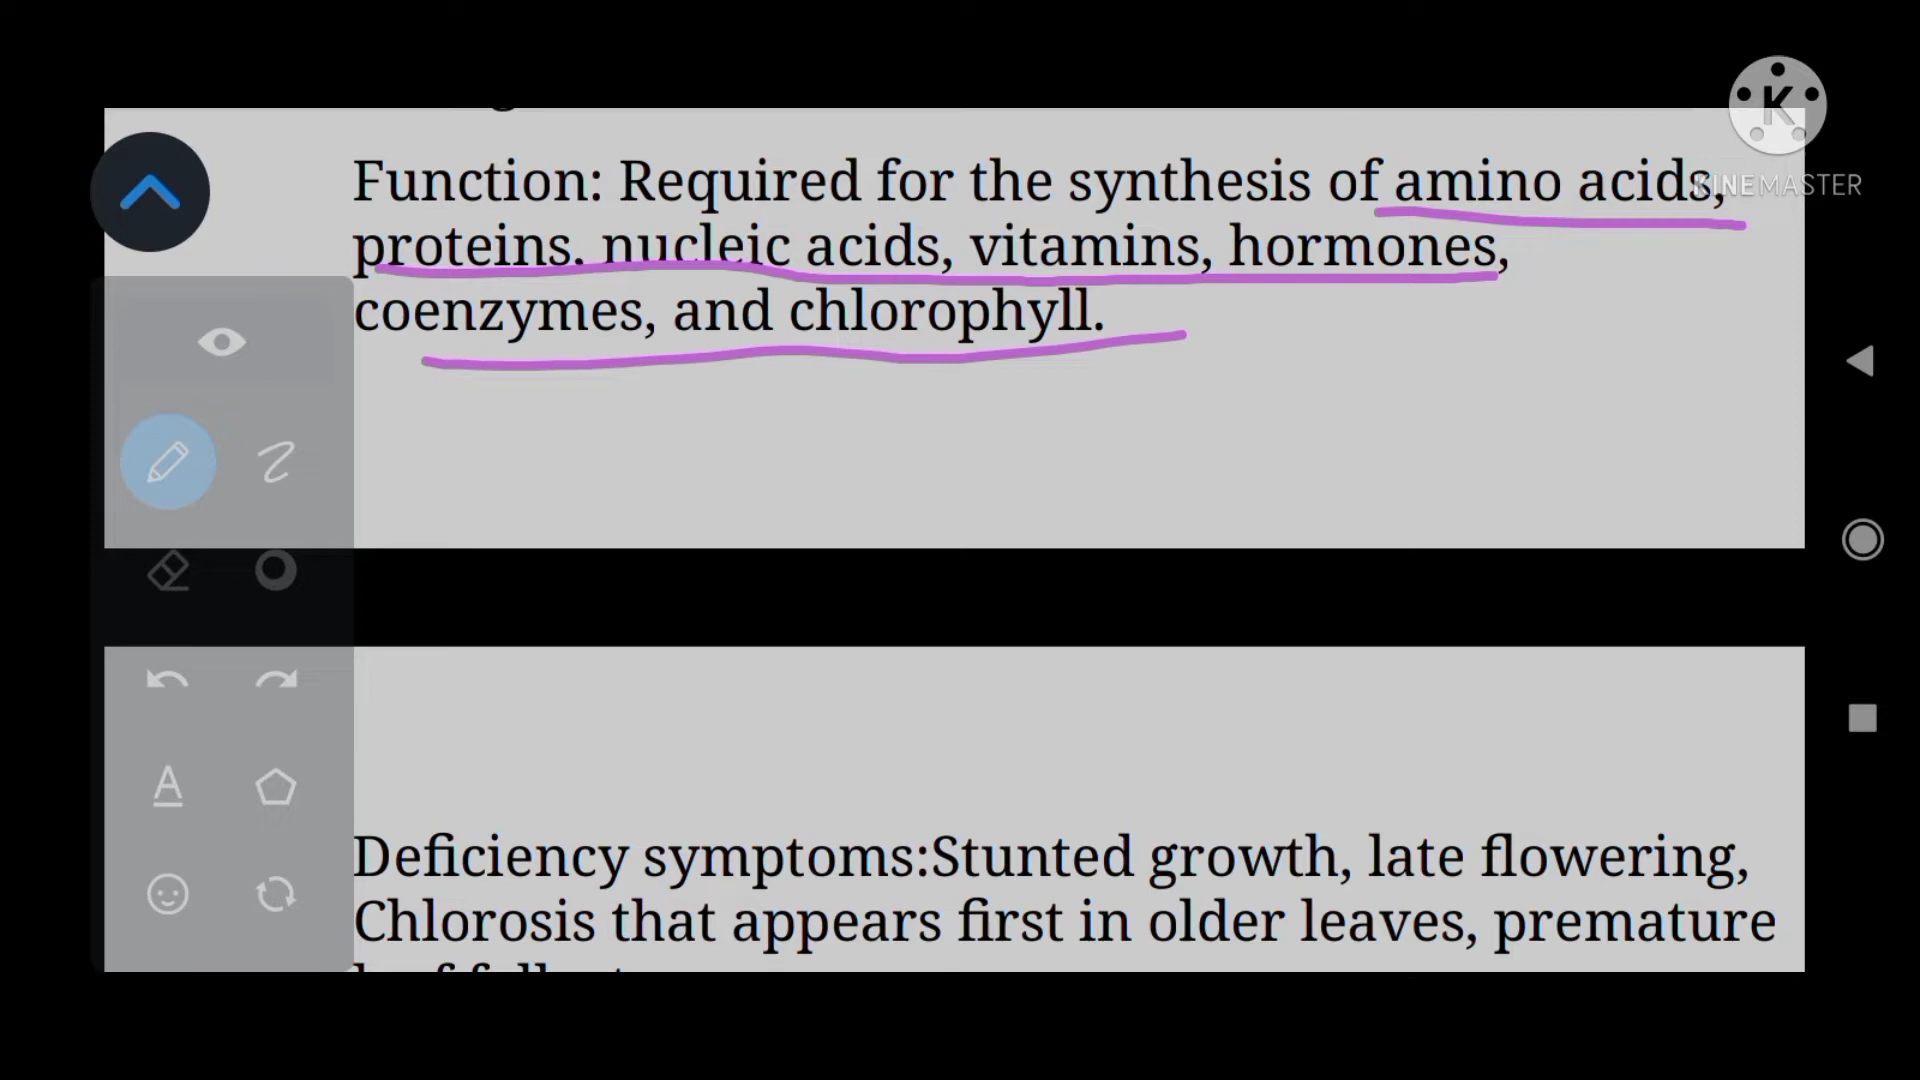 KINEMASTER
Function: Required for the synthesis of amino acids,
proteins, nucleic acids, vitamins, hormones,
coenzymes, and chlorophyll.
Deficiency symptoms:Stunted growth, late flowering,
Chlorosis that appears first in older leaves, premature